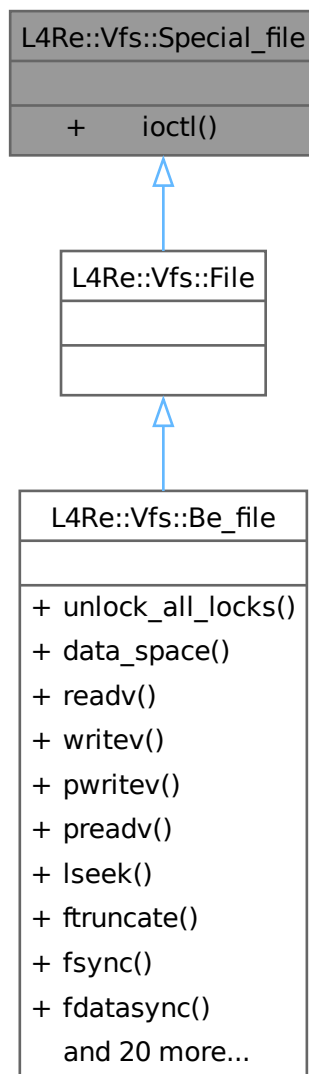 L4Re::Vfs::Special_file
+ ioctl()
L4Re::Vfs::File
L4Re::Vfs::Be_file
+ unlock_all_locks()
+ data_space()
+ readv()
+ writev()
+ pwritev()
+ preadv()
+ lseek()
+ ftruncate()
+ fsync()
+ fdatasync()
and 20 more...